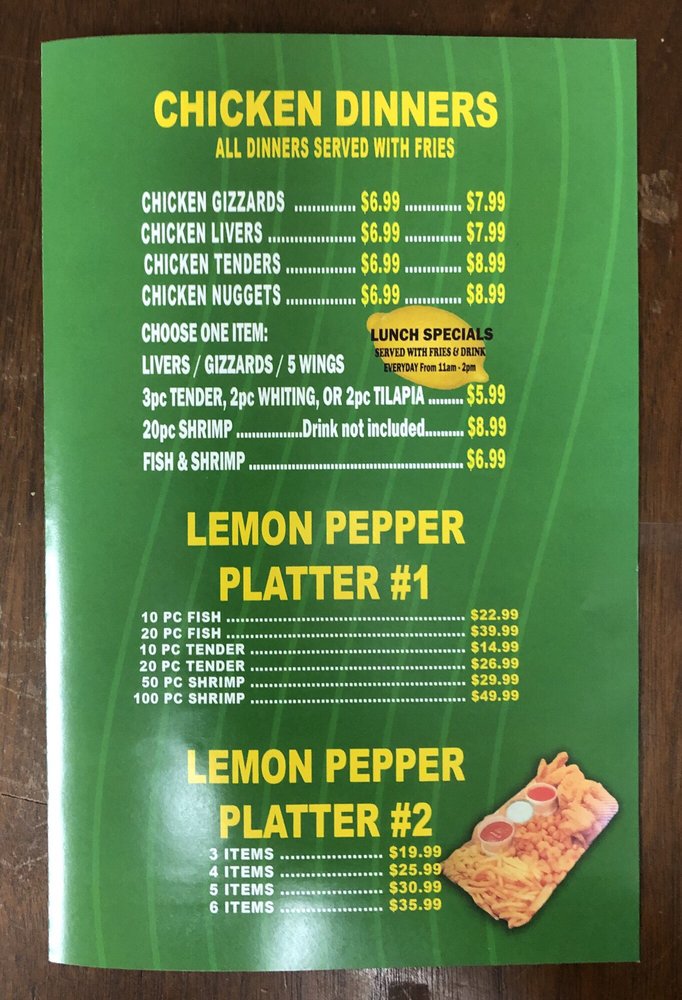 CHICKEN DINNERS
ALL DINNERS SERVED WITH FRIES
CHICKEN GIZZARDS .............. $6.99 ............. $7.99
CHICKEN LIVERS .................... $6.99 ............. $7.99
CHICKEN TENDERS ................ $6.99 ............. $8.99
CHICKEN NUGGETS ................ $6.99 ............. $8.99
CHOOSE ONE ITEM:
LIVERS / GIZZARDS / 5 WINGS
LUNCH SPECIALS
SERVED WITH FRIES & DRINK
EVERYDAY From 11am - 2pm
3pc TENDER, 2pc WHITING, OR 2pc TILAPIA ......... $5.99
20pc SHRIMP .................Drink not included.......... $8.99
FISH & SHRIMP ....................................................... $6.99
LEMON PEPPER
PLATTER #1
10 PC FISH ................................................ $22.99
20 PC FISH ................................................ $39.99
10 PC TENDER ........................................... $14.99
20 PC TENDER ........................................... $26.99
50 PC SHRIMP ........................................... $29.99
100 PC SHRIMP ........................................... $49.99
LEMON PEPPER
PLATTER #2
3 ITEMS ..................... $19.99
4 ITEMS ..................... $25.99
5 ITEMS ..................... $30.99
6 ITEMS ..................... $35.99